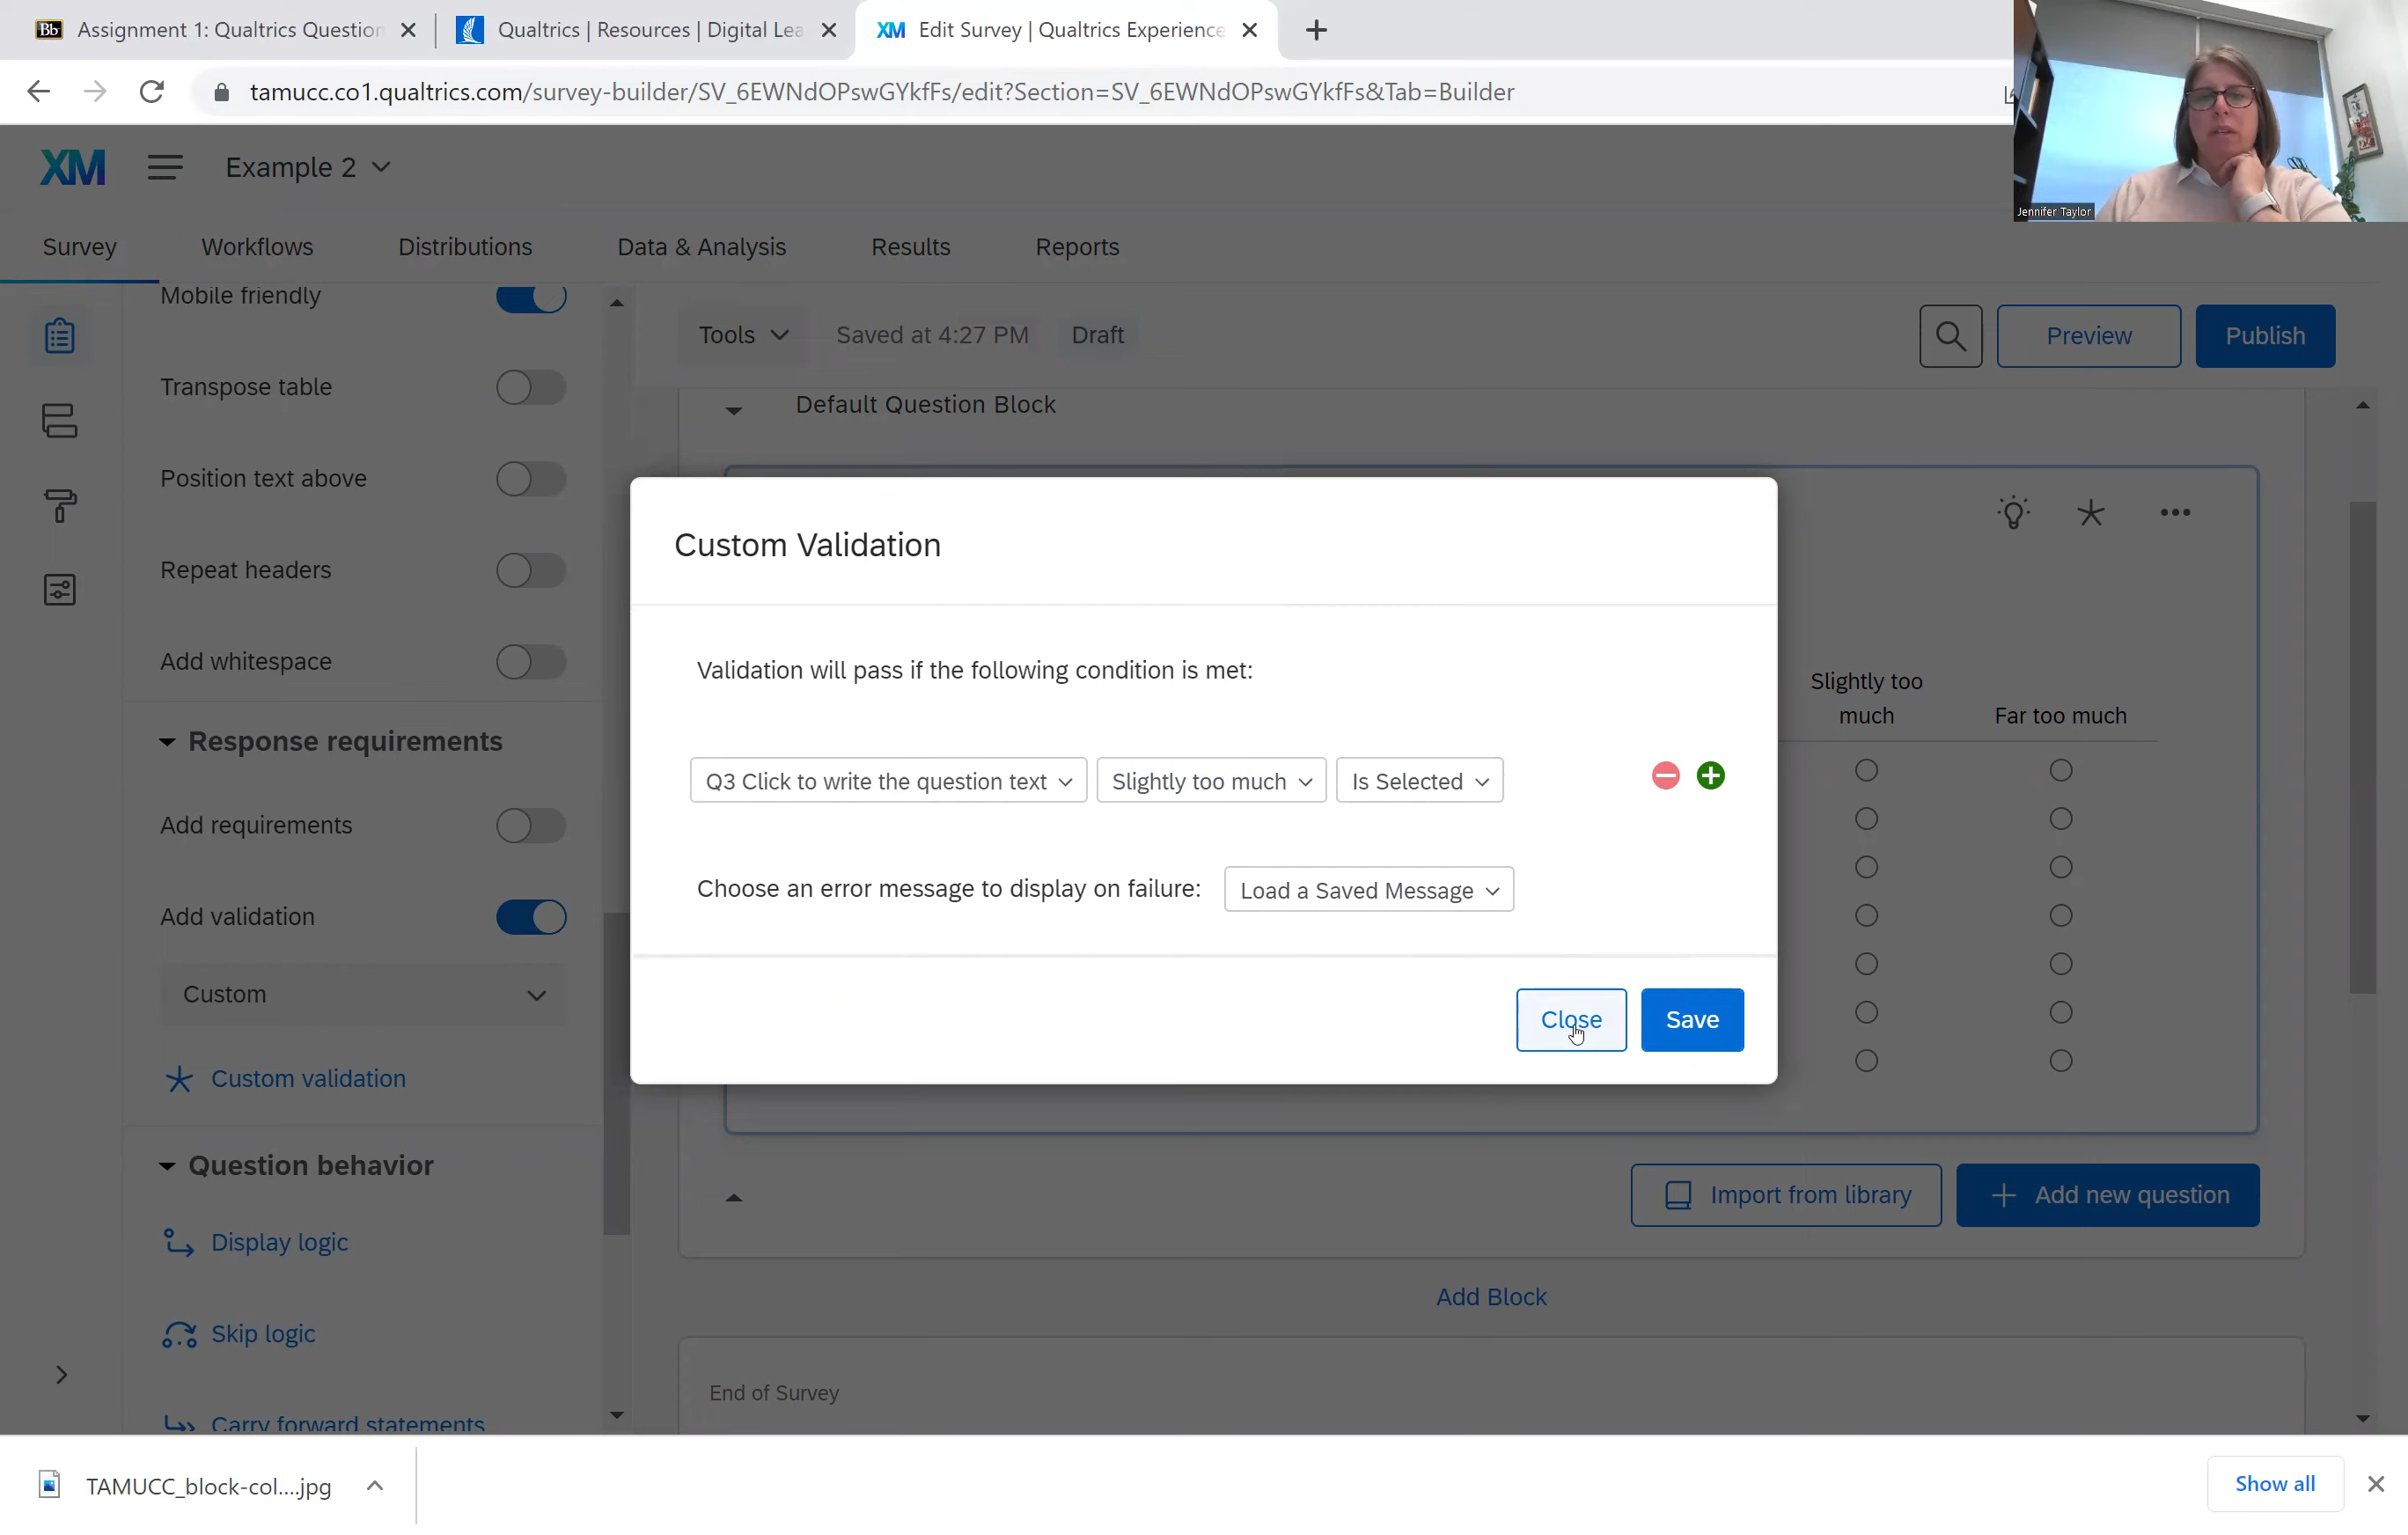 Bb Assignment 1: Qualtrics Question
Qualtrics | Resources | Digital Lea
XM Edit Survey | Qualtrics Experience
tamucc.co1.qualtrics.com/survey-builder/SV_6EWNdOPswGYkfFs/edit?Section=SV_6EWNdOPswGYkfFs&Tab=Builder
Jennifer Taylor
XM Example 2
Survey Workflows Distributions Data & Analysis Results Reports
Mobile friendly
Transpose table
Position text above
Repeat headers
Add whitespace
Response requirements
Add requirements
Add validation
Custom
Custom validation
Question behavior
Display logic
Skip logic
Carry forward statements
Tools Saved at 4:27 PM Draft
Preview Publish
Default Question Block
Slightly too
much Far too much
Custom Validation
Validation will pass if the following condition is met:
Q3 Click to write the question text Slightly too much Is Selected
Choose an error message to display on failure: Load a Saved Message
Close Save
Import from library Add new question
Add Block
End of Survey
TAMUCC_block-col....jpg
Show all